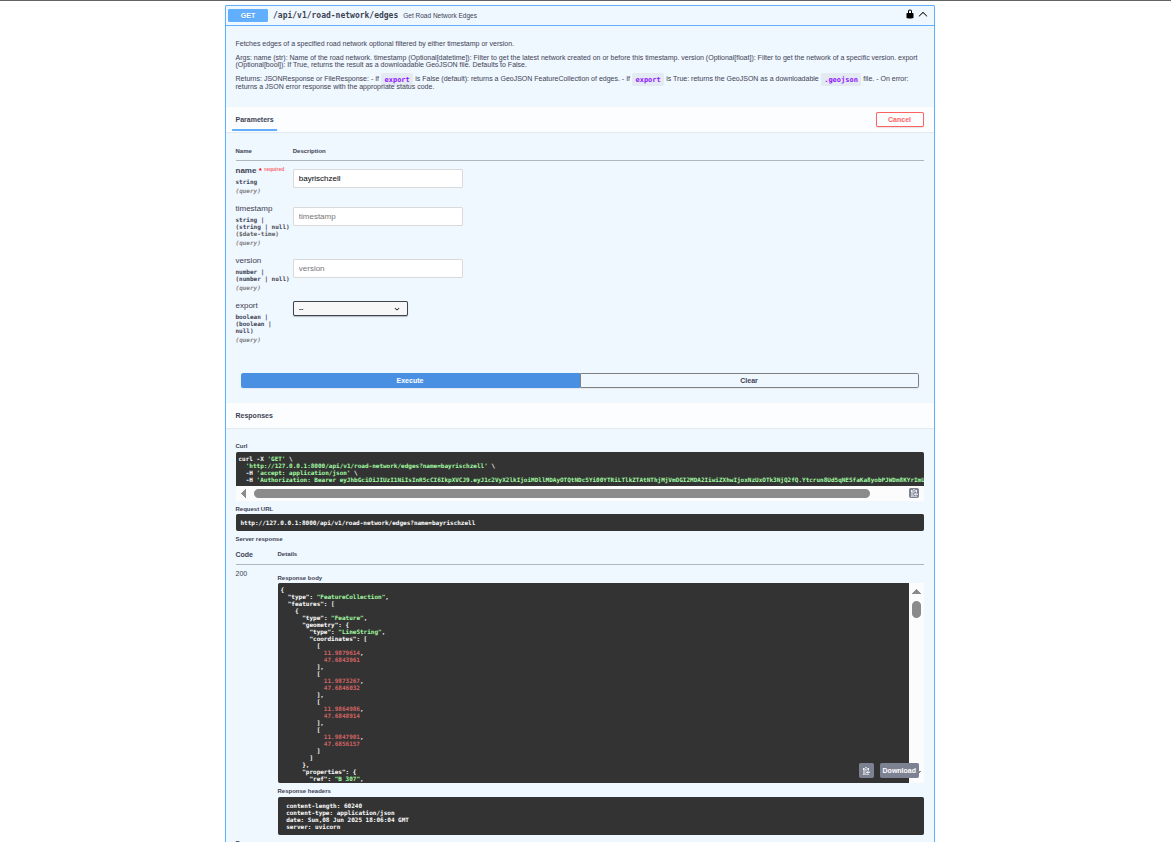 GET /api/v1/road-network/edges Get Road Network Edges
Fetches edges of a specified road network optional filtered by either timestamp or version.
Args: name (str): Name of the road network. timestamp (Optional[datetime]): Filter to get the latest network created on or before this timestamp. version (Optional[float]): Filter to get the network of a specific version. export
(Optional[bool]): If True, returns the result as a downloadable GeoJSON file. Defaults to False.
Returns: JSONResponse or FileResponse: - If export is False (default): returns a GeoJSON FeatureCollection of edges. - If export is True: returns the GeoJSON as a downloadable .geojson file. - On error:
returns a JSON error response with the appropriate status code.
Parameters Cancel
Name Description
name * required
string
(query)
bayrischzell
timestamp
string |
(string | null)
($date-time)
(query)
timestamp
version
number |
(number | null)
(query)
version
export
boolean |
(boolean |
null)
(query)
--
Execute Clear
Responses
Curl
curl -X 'GET' \
'http://127.0.0.1:8000/api/v1/road-network/edges?name=bayrischzell' \
-H 'accept: application/json' \
-H 'Authorization: Bearer
Request URL
http://127.0.0.1:8000/api/v1/road-network/edges?name=bayrischzell
Server response
Code Details
200
Response body
{
"type": "FeatureCollection",
"features": [
{
"type": "Feature",
"geometry": {
"type": "LineString",
"coordinates": [
[
11.9879614,
47.6843961
],
[
11.9873267,
47.6846032
],
[
11.9864986,
47.6848914
],
[
11.9847901,
47.6856157
]
]
},
"properties": {
"ref": "B 307",
Download
Response headers
content-length: 60240
content-type: application/json
date: Sun,08 Jun 2025 18:06:04 GMT
server: uvicorn